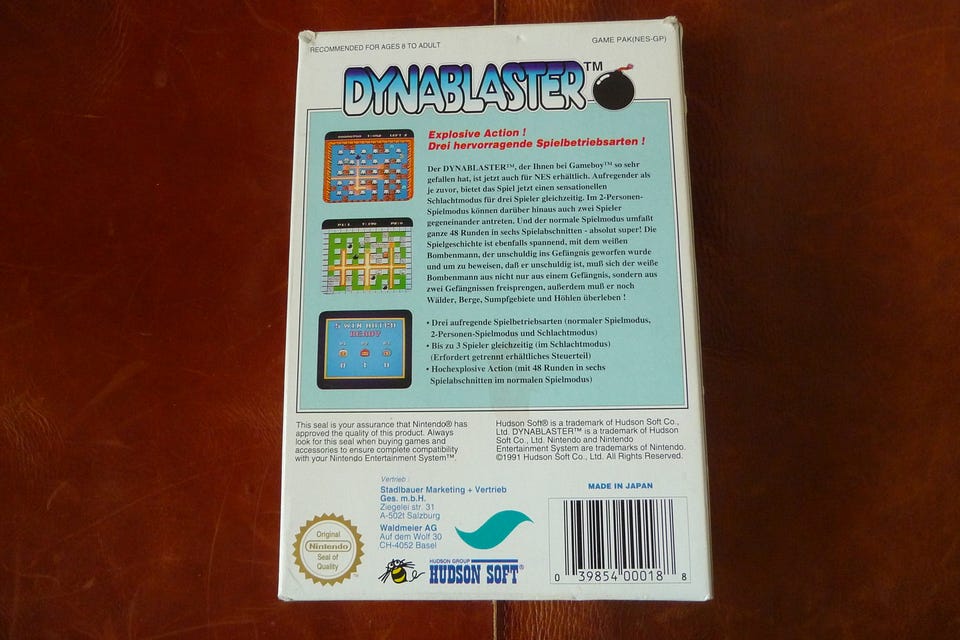 RECOMMENDED FOR AGES 8 TO ADULT
GAME PAK(NES-GP)
DYNABLASTER™
Explosive Action !
Drei hervorragende Spielbetriebsarten !
Der DYNABLASTER™, der Ihnen bei Gameboy™ so sehr
gefallen hat, ist jetzt auch für NES erhältlich. Aufregender als
je zuvor, bietet das Spiel jetzt einen sensationellen
Schlachtmodus für drei Spieler gleichzeitig. Im 2-Personen-
Spielmodus können darüber hinaus auch zwei Spieler
gegeneinander antreten. Und der normale Spielmodus umfaßt
ganze 48 Runden in sechs Spielabschnitten - absolut super! Die
Spielgeschichte ist ebenfalls spannend, mit dem weißen
Bombenmann, der unschuldig ins Gefängnis geworfen wurde
und um zu beweisen, daß er unschuldig ist, muß sich der weiße
Bombenmann aus nicht nur aus einem Gefängnis, sondern aus
zwei Gefängnissen freisprengen, außerdem muß er noch
Wälder, Berge, Sumpfgebiete und Höhlen überleben !
• Drei aufregende Spielbetriebsarten (normaler Spielmodus,
2-Personen-Spielmodus und Schlachtmodus)
• Bis zu 3 Spieler gleichzeitig (im Schlachtmodus)
(Erfordert getrennt erhältliches Steuerteil)
• Hochexplosive Action (mit 48 Runden in sechs
Spielabschnitten im normalen Spielmodus)
READY
This seal is your assurance that Nintendo® has
approved the quality of this product. Always
look for this seal when buying games and
accessories to ensure complete compatibility
with your Nintendo Entertainment System™.
Hudson Soft® is a trademark of Hudson Soft Co.,
Ltd. DYNABLASTER™ is a trademark of Hudson
Soft Co., Ltd. Nintendo and Nintendo
Entertainment System are trademarks of Nintendo.
©1991 Hudson Soft Co., Ltd. All Rights Reserved.
Vertrieb :
Stadlbauer Marketing + Vertrieb
Ges. m.b.H.
Ziegelei str. 31
A-502t Salzburg
Waldmeier AG
Auf dem Wolf 30
CH-4052 Basel
MADE IN JAPAN
Original
Nintendo
Seal of
Quality
TM
HUDSON GROUP
HUDSON SOFT®
0 39854 00018 8